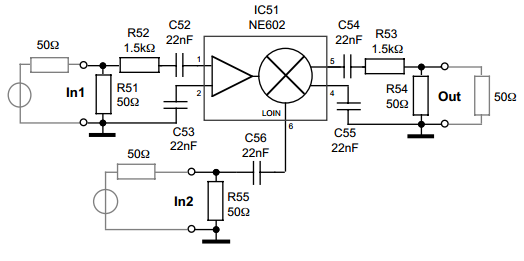 IC51
NE602
C52
22nF
C54
22nF
R52
1.5kΩ
R53
1.5kΩ
50Ω
1
5
In1
R51
50Ω
2
4
R54
50Ω
Out
50Ω
LOIN
6
C53
22nF
C56
22nF
C55
22nF
50Ω
In2
R55
50Ω